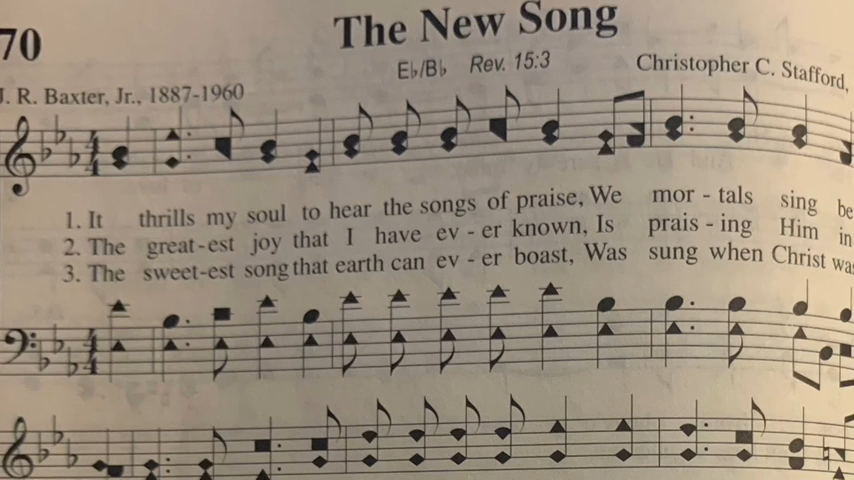 70
The New Song
E♭/B♭ Rev. 15:3
J. R. Baxter, Jr., 1887-1960
Christopher C. Stafford,
1. It thrills my soul to hear the songs of praise, We mor - tals sing be
2. The great-est joy that I have ev - er known, Is prais - ing Him in
3. The sweet-est song that earth can ev - er boast, Was sung when Christ was